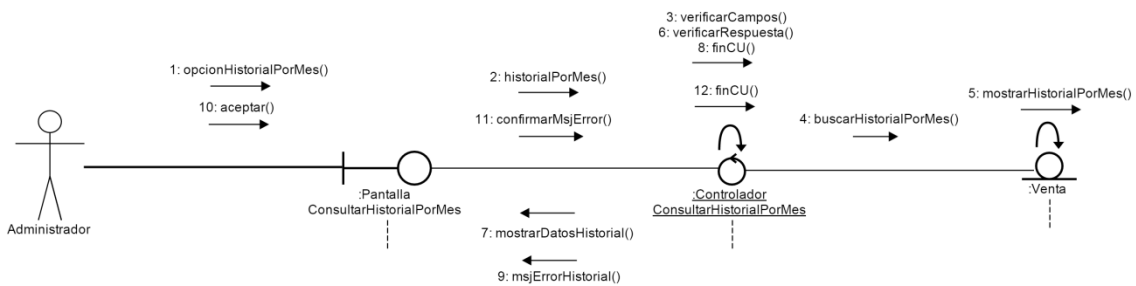 3: verificarCampos()
6: verificarRespuesta()
8: finCU()
1: opcionHistorialPorMes()
2: historialPorMes()
12: finCU()
5: mostrarHistorialPorMes()
10: aceptar()
11: confirmarMsjError()
4: buscarHistorialPorMes()
:Pantalla
ConsultarHistorialPorMes
:Controlador
ConsultarHistorialPorMes
:Venta
Administrador
7: mostrarDatosHistorial()
9: msjErrorHistorial()